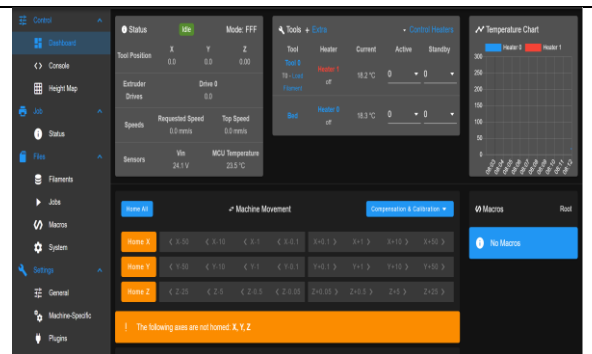 Control
Dashboard
Console
Height Map
Job
Status
Files
Filaments
Jobs
Macros
System
Settings
General
Machine-Specific
Plugins
Status
Idle
Mode: FFF
Tool Position
X Y Z
0.0 0.0 0.00
Extruder Drives
Drive 0
0.0
Speeds
Requested Speed Top Speed
0.0 mm/s 0.0 mm/s
Sensors
Vin MCU Temperature
24.1 V 23.5 °C
Tools + Extra
Control Heaters
Tool Heater Current Active Standby
Tool 0
T0 - Load Filament
Heater 1
off
18.2 °C 0 0
Bed
Heater 0
off
18.3 °C 0 0
Temperature Chart
Heater 0 Heater 1
300
250
200
150
100
50
0
Home All
Machine Movement
Compensation & Calibration
Home X X-50 X-10 X-1 X-0.1 X+0.1 X+1 X+10 X+50
Home Y Y-50 Y-10 Y-1 Y-0.1 Y+0.1 Y+1 Y+10 Y+50
Home Z Z-25 Z-5 Z-0.5 Z-0.05 Z+0.05 Z+0.5 Z+5 Z+25
! The following axes are not homed: X, Y, Z
Macros Root
No Macros